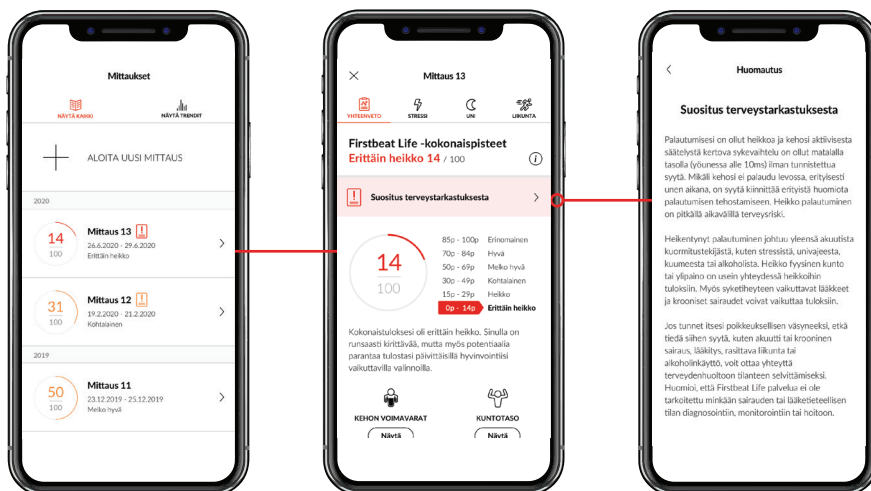 Mittaukset
NÄYTÄ KAIKKI
NÄYTÄ TRENDIT
ALOITA UUSI MITTAUS
2020
14
100
Mittaus 13
26.6.2020 - 29.6.2020
Erittäin heikko
31
100
Mittaus 12
19.2.2020 - 21.2.2020
Kohtalainen
2019
50
100
Mittaus 11
23.12.2019 - 25.12.2019
Melko hyvä
Mittaus 13
YHTEENVETO
STRESSI
UNI
LIIKUNTA
Firstbeat Life -kokonaispisteet
Erittäin heikko 14 / 100
Suositus terveystarkastuksesta
14
100
85p - 100p Erinomainen
70p - 84p Hyvä
50p - 69p Melko hyvä
30p - 49p Kohtalainen
15p - 29p Heikko
0p - 14p Erittäin heikko
Kokonaistuloksesi oli erittäin heikko. Sinulla on
runsaasti kirittävää, mutta myös potentiaalia
parantaa tulostasi päivittäisillä hyvinvointiisi
vaikuttavilla valinnoilla.
KEHON VOIMAVARAT
Näytä
KUNTOTASO
Näytä
Huomautus
Suositus terveystarkastuksesta
Palautumisesi on ollut heikkoa ja kehosi aktiivisesta
säätelystä kertova sykevaihtelu on ollut matalalla
tasolla (yöunessa alle 10ms) ilman tunnistettua
syytä. Mikäli kehosi ei palaudu levossa, erityisesti
unen aikana, on syytä kiinnittää erityistä huomiota
palautumisen tehostamiseen. Heikko palautuminen
on pitkällä aikavälillä terveysriski.
Heikentynyt palautuminen johtuu yleensä akuutista
kuormitustekijästä, kuten stressistä, univajeesta,
kuumeesta tai alkoholista. Heikko fyysinen kunto
tai ylipaino on usein yhteydessä heikkoihin
tuloksiin. Myös syketiheyteen vaikuttavat lääkkeet
ja krooniset sairaudet voivat vaikuttaa tuloksiin.
Jos tunnet itsesi poikkeuksellisen väsyneeksi, etkä
tiedä siihen syytä, kuten akuutti tai krooninen
sairaus, lääkitys, rasittava liikunta tai
alkoholinkäyttö, voit ottaa yhteyttä
terveydenhuoltoon tilanteen selvittämiseksi.
Huomioi, että Firstbeat Life palvelua ei ole
tarkoitettu minkään sairauden tai lääketieteellisen
tilan diagnosointiin, monitorointiin tai hoitoon.